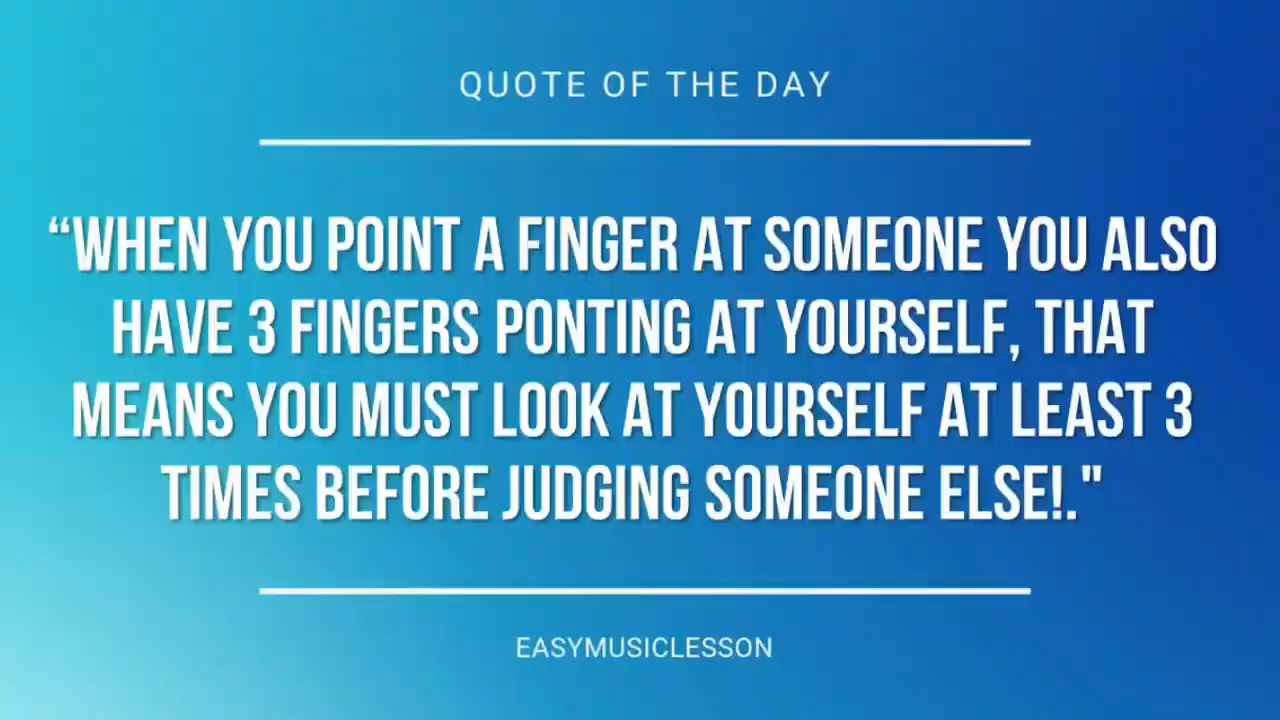 QUOTE OF THE DAY
“WHEN YOU POINT A FINGER AT SOMEONE YOU ALSO
HAVE 3 FINGERS PONTING AT YOURSELF, THAT
MEANS YOU MUST LOOK AT YOURSELF AT LEAST 3
TIMES BEFORE JUDGING SOMEONE ELSE!."
EASYMUSICLESSON